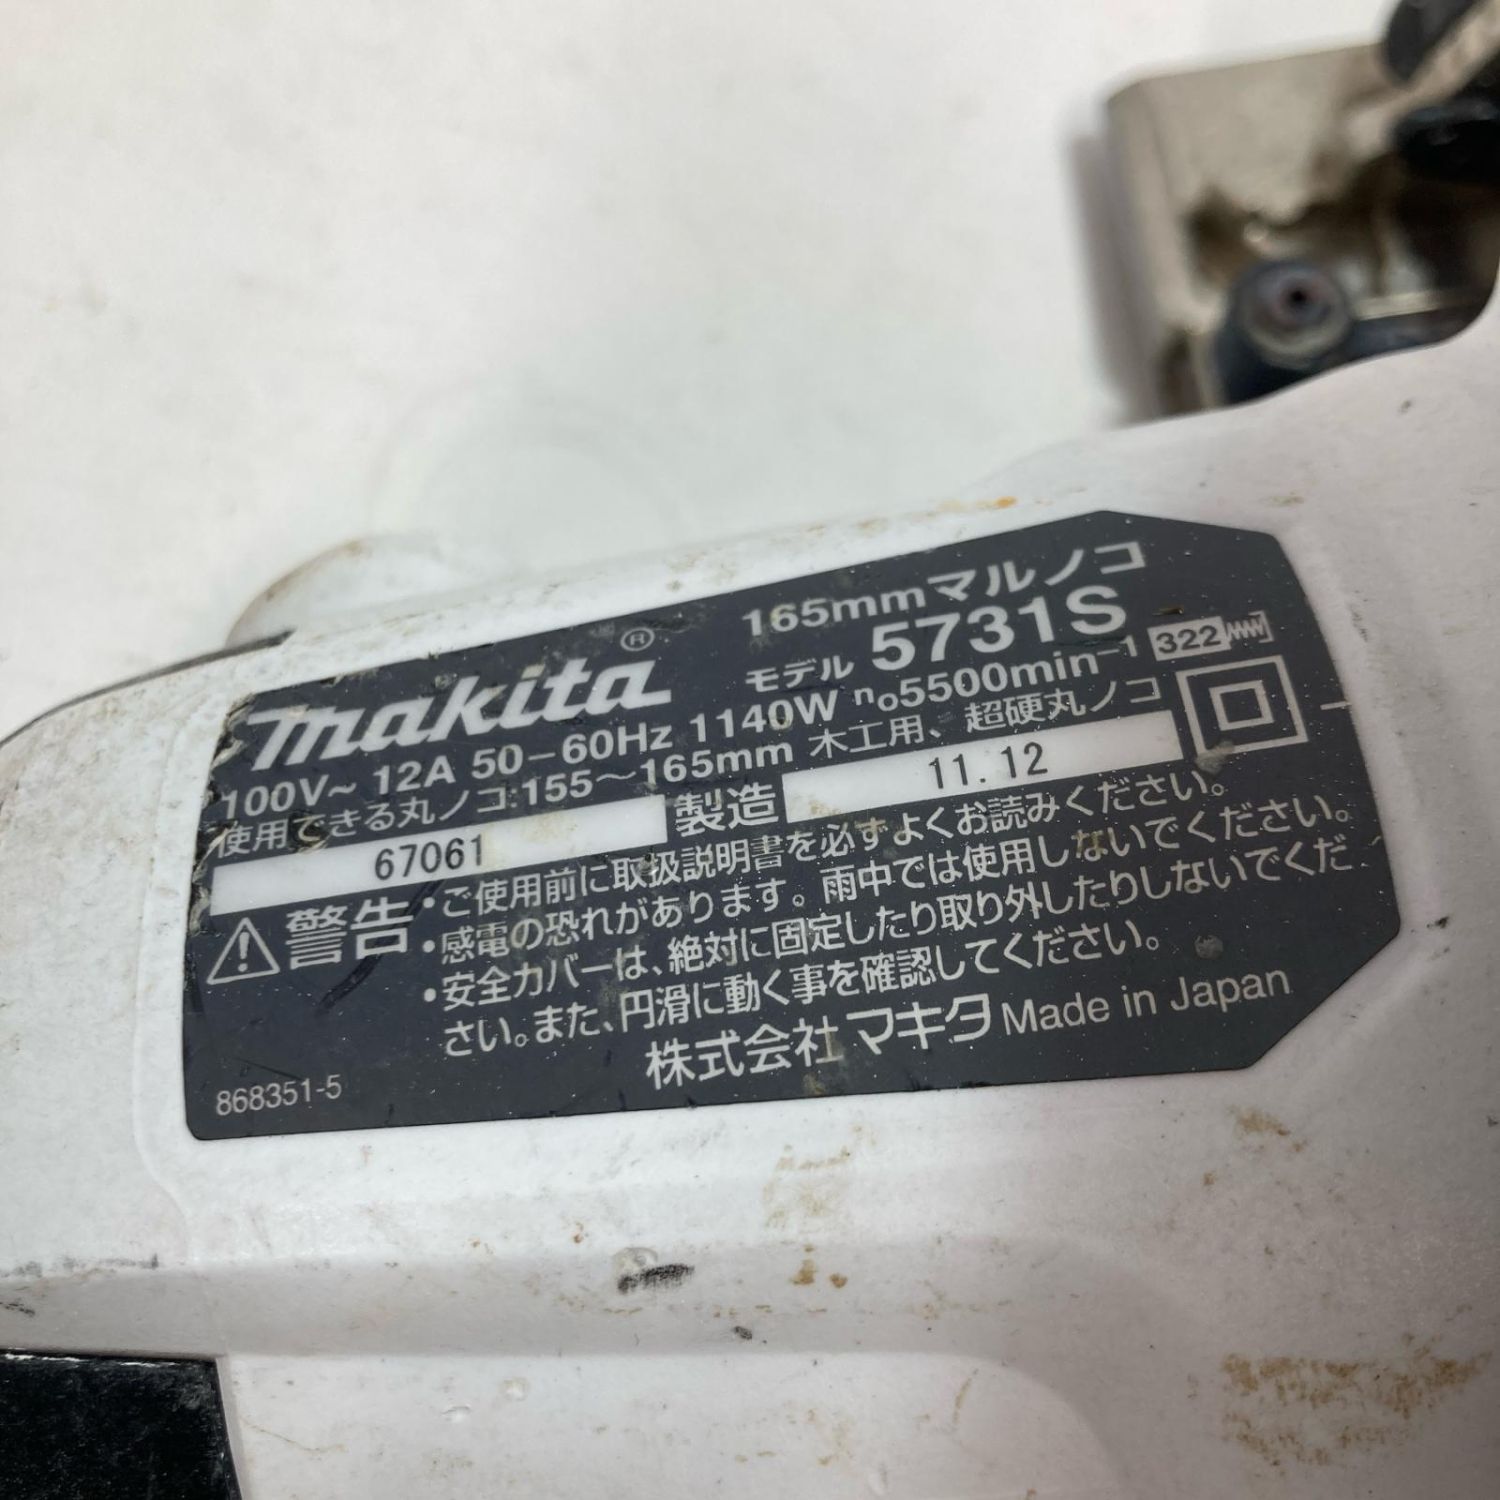 makita®
165mmマルノコ
モデル 5731S
100V~ 12A 50-60Hz 1140W n₀5500min⁻¹ 322
使用できる丸ノコ:155〜165mm 木工用、超硬丸ノコ
67061 製造 11.12
警告
・ご使用前に取扱説明書を必ずよくお読みください。
・感電の恐れがあります。雨中では使用しないでください。
・安全カバーは、絶対に固定したり取り外したりしないでくだ
さい。また、円滑に動く事を確認してください。
株式会社 マキタ Made in Japan
868351-5